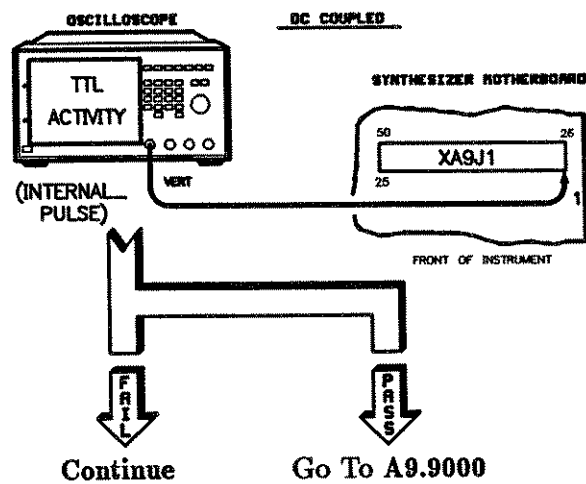 OSCILLOSCOPE
DC COUPLED
TTL
ACTIVITY
SYNTHESIZER MOTHERBOARD
50
26
XA9J1
25
1
VERT
(INTERNAL
PULSE)
FRONT OF INSTRUMENT
FAIL
PASS
Continue
Go To A9.9000